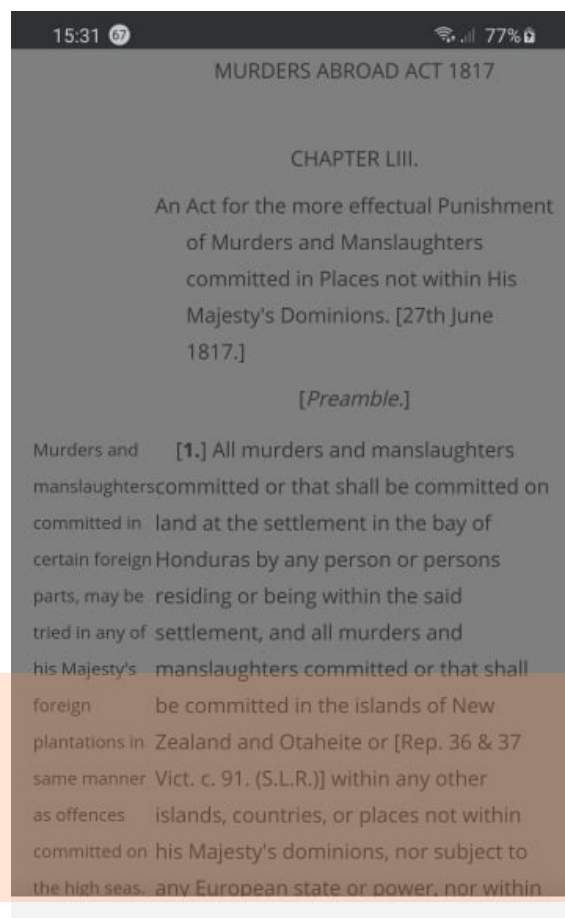 15:31 67 77%
MURDERS ABROAD ACT 1817
CHAPTER LIII.
An Act for the more effectual Punishment
of Murders and Manslaughters
committed in Places not within His
Majesty's Dominions. [27th June
1817.]
[Preamble.]
Murders and
manslaughters
committed in
certain foreign
parts, may be
tried in any of
his Majesty's
foreign
plantations in
same manner
as offences
committed on
the high seas.
[1.] All murders and manslaughters
committed or that shall be committed on
land at the settlement in the bay of
Honduras by any person or persons
residing or being within the said
settlement, and all murders and
manslaughters committed or that shall
be committed in the islands of New
Zealand and Otaheite or [Rep. 36 & 37
Vict. c. 91. (S.L.R.)] within any other
islands, countries, or places not within
his Majesty's dominions, nor subject to
any European state or power, nor within